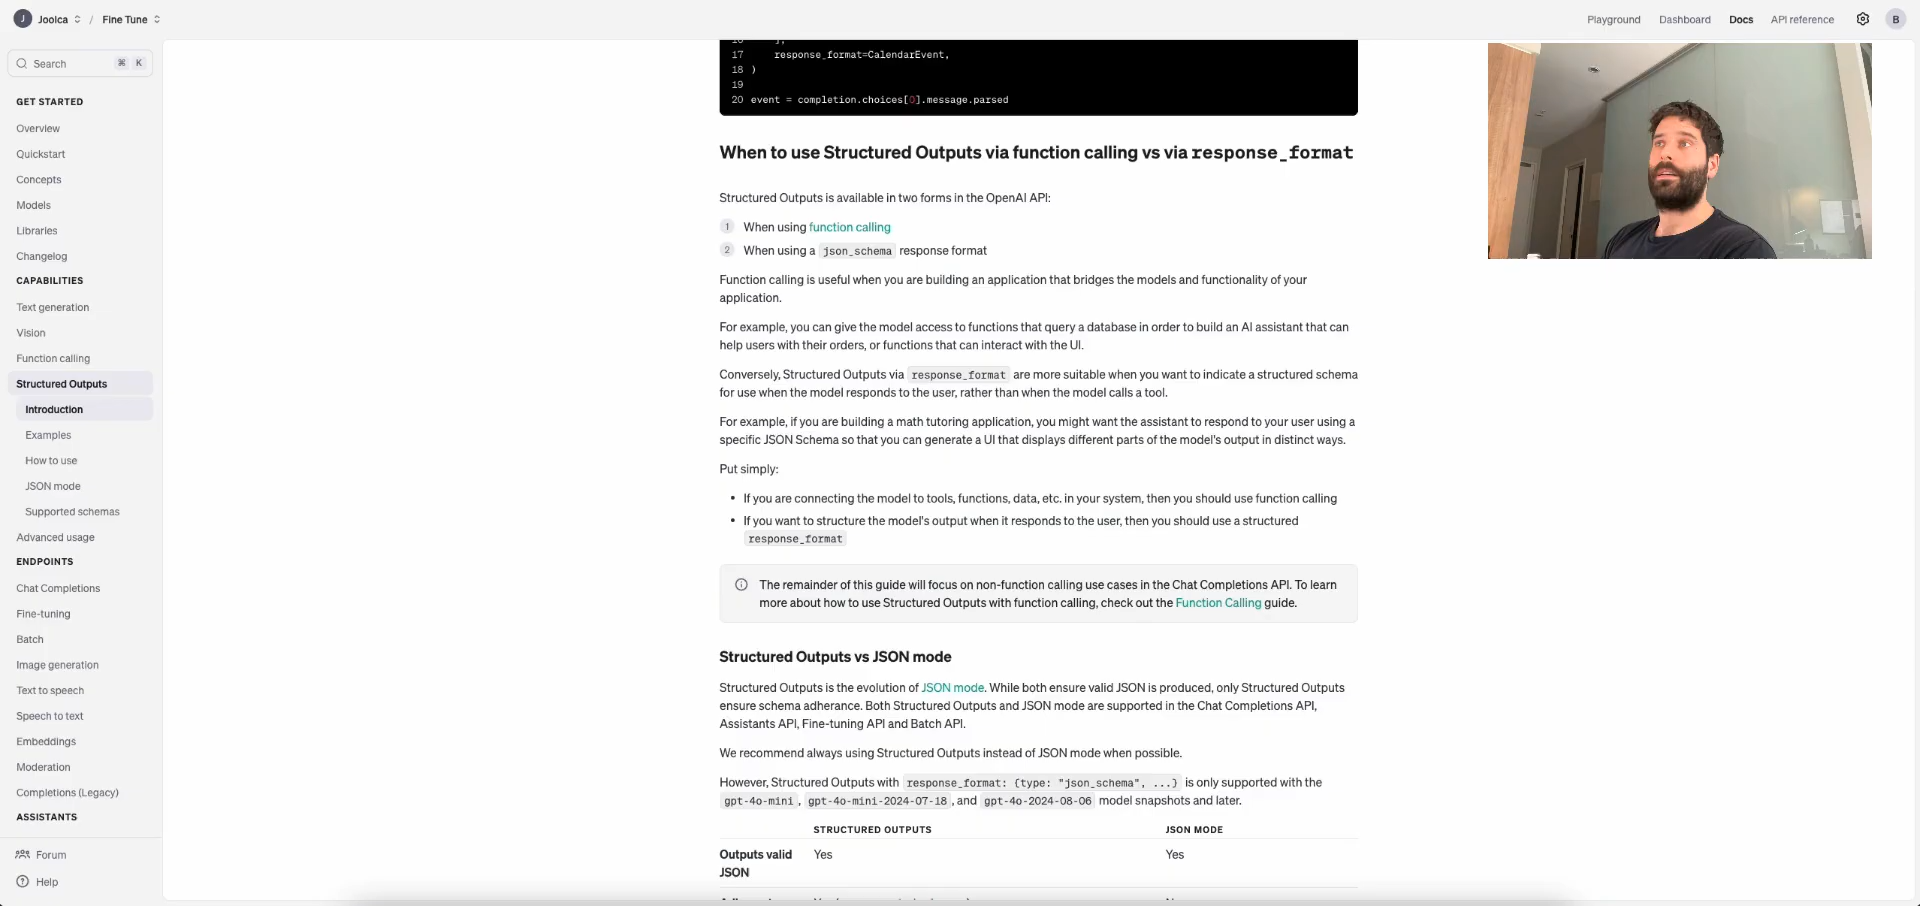 J Joolca / Fine Tune
Playground Dashboard Docs API reference B
Search ⌘ K
GET STARTED
Overview
Quickstart
Concepts
Models
Libraries
Changelog
CAPABILITIES
Text generation
Vision
Function calling
Structured Outputs
Introduction
Examples
How to use
JSON mode
Supported schemas
Advanced usage
ENDPOINTS
Chat Completions
Fine-tuning
Batch
Image generation
Text to speech
Speech to text
Embeddings
Moderation
Completions (Legacy)
ASSISTANTS
Forum
Help
17 response_format=CalendarEvent,
18 )
19
20 event = completion.choices[0].message.parsed
When to use Structured Outputs via function calling vs via response_format
Structured Outputs is available in two forms in the OpenAI API:
1 When using function calling
2 When using a json_schema response format
Function calling is useful when you are building an application that bridges the models and functionality of your
application.
For example, you can give the model access to functions that query a database in order to build an AI assistant that can
help users with their orders, or functions that can interact with the UI.
Conversely, Structured Outputs via response_format are more suitable when you want to indicate a structured schema
for use when the model responds to the user, rather than when the model calls a tool.
For example, if you are building a math tutoring application, you might want the assistant to respond to your user using a
specific JSON Schema so that you can generate a UI that displays different parts of the model's output in distinct ways.
Put simply:
• If you are connecting the model to tools, functions, data, etc. in your system, then you should use function calling
• If you want to structure the model's output when it responds to the user, then you should use a structured
response_format
The remainder of this guide will focus on non-function calling use cases in the Chat Completions API. To learn
more about how to use Structured Outputs with function calling, check out the Function Calling guide.
Structured Outputs vs JSON mode
Structured Outputs is the evolution of JSON mode. While both ensure valid JSON is produced, only Structured Outputs
ensure schema adherance. Both Structured Outputs and JSON mode are supported in the Chat Completions API,
Assistants API, Fine-tuning API and Batch API.
We recommend always using Structured Outputs instead of JSON mode when possible.
However, Structured Outputs with response_format: {type: "json_schema", ...} is only supported with the
gpt-4o-mini, gpt-4o-mini-2024-07-18, and gpt-4o-2024-08-06 model snapshots and later.
STRUCTURED OUTPUTS JSON MODE
Outputs valid Yes Yes
JSON